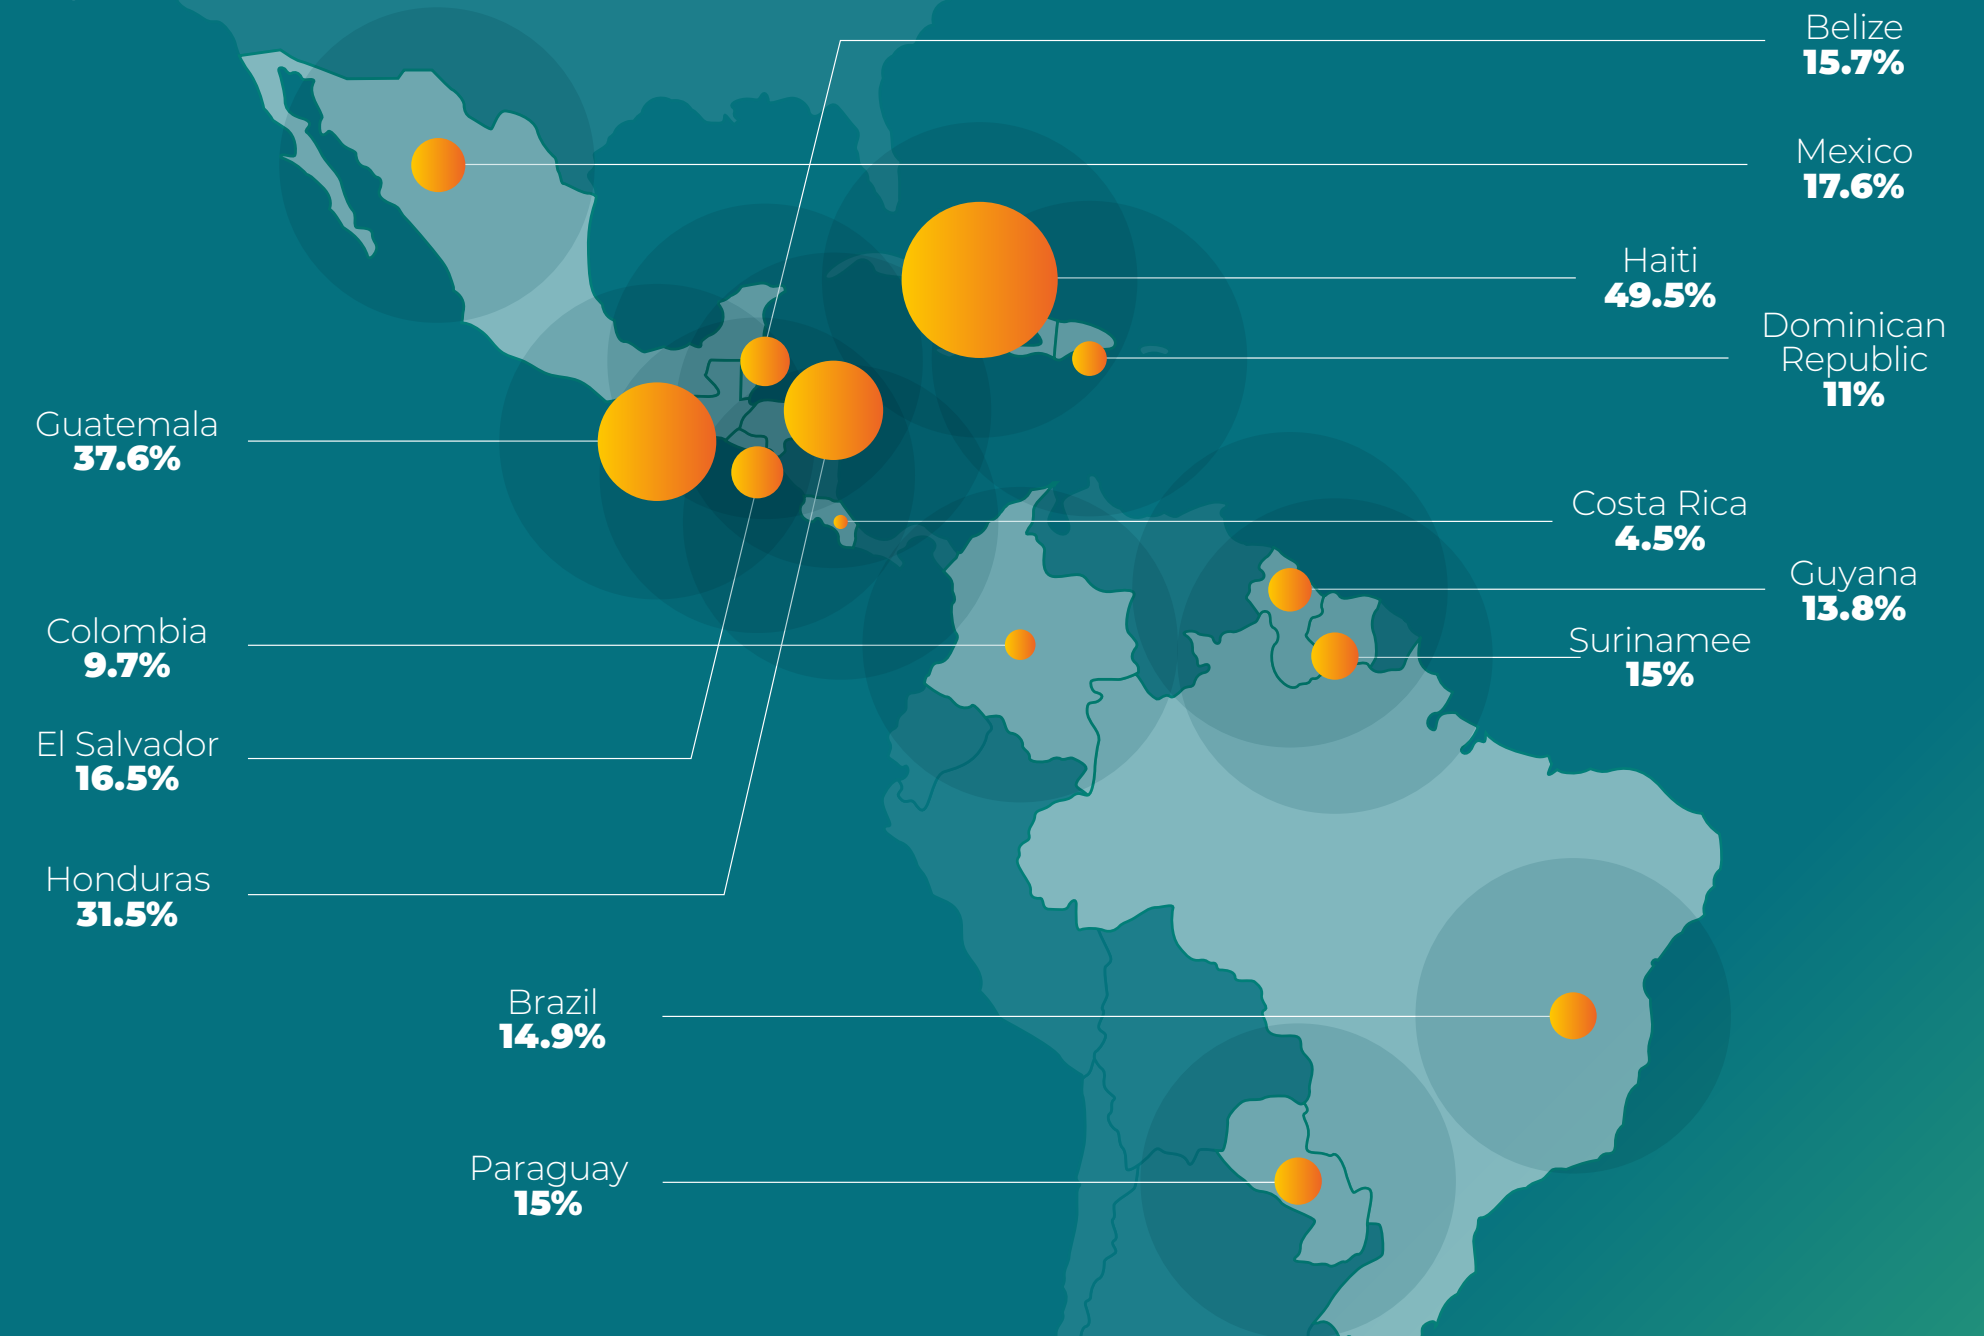 Belize
15.7%
Mexico
17.6%
Haiti
49.5%
Dominican
Republic
11%
Guatemala
37.6%
Costa Rica
4.5%
Guyana
13.8%
Colombia
9.7%
Surinamee
15%
El Salvador
16.5%
Honduras
31.5%
Brazil
14.9%
Paraguay
15%